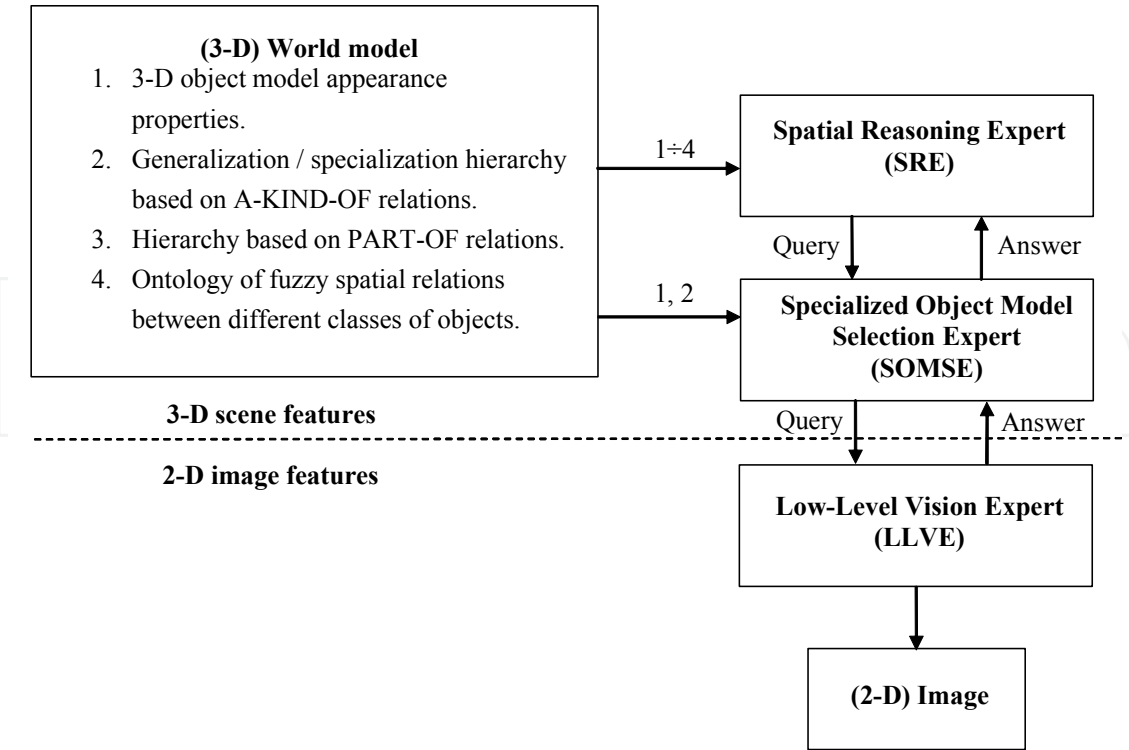 (3-D) World model
1. 3-D object model appearance
properties.
2. Generalization / specialization hierarchy
based on A-KIND-OF relations.
3. Hierarchy based on PART-OF relations.
4. Ontology of fuzzy spatial relations
between different classes of objects.
1÷4
1, 2
Spatial Reasoning Expert
(SRE)
Query
Answer
Specialized Object Model
Selection Expert
(SOMSE)
3-D scene features
Query
Answer
2-D image features
Low-Level Vision Expert
(LLVE)
(2-D) Image